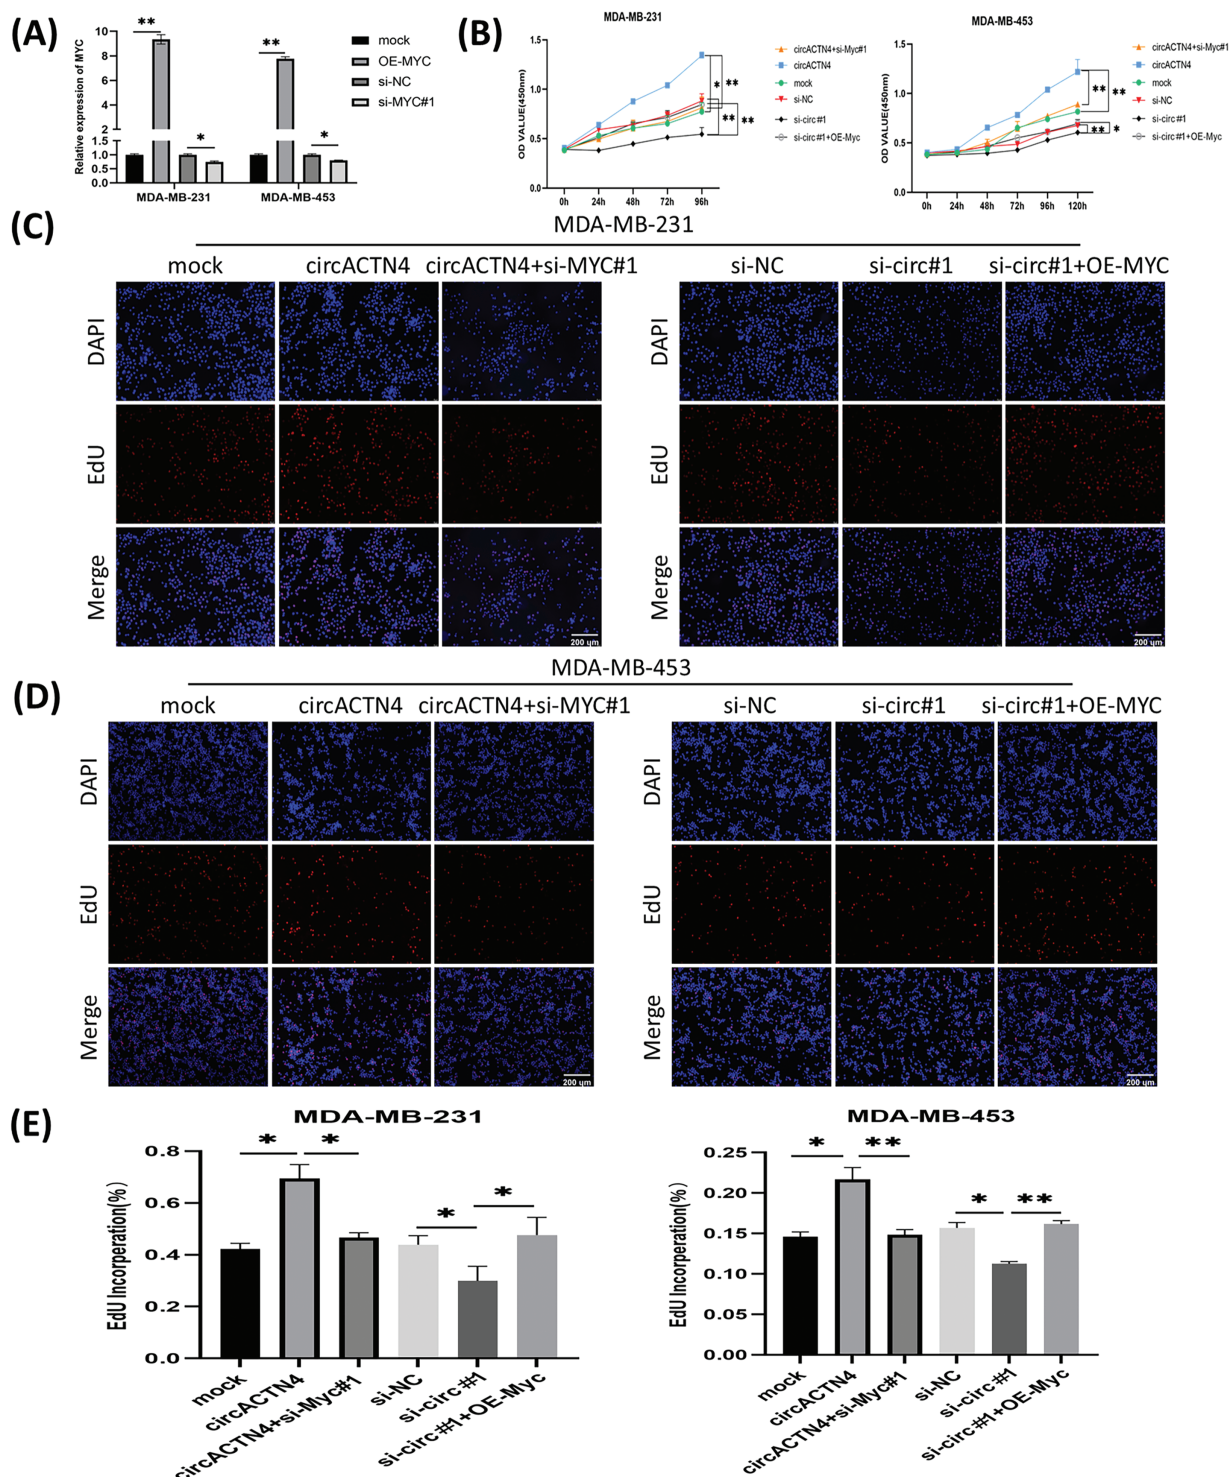 (A)
Relative expression of MYC
10
8
6
4
2
1.5
1.0
0.5
0.0
**
*
**
*
MDA-MB-231
MDA-MB-453
mock
OE-MYC
si-NC
si-MYC#1
(B)
MDA-MB-231
OD VALUE(450nm)
1.5
1.0
0.5
0.0
0h 24h 48h 72h 96h
* **
** **
circACTN4+si-Myc#1
circACTN4
mock
si-NC
si-circ#1
si-circ#1+OE-Myc
MDA-MB-453
OD VALUE(450nm)
1.5
1.0
0.5
0.0
0h 24h 48h 72h 96h 120h
** **
** *
circACTN4+si-Myc#1
circACTN4
mock
si-NC
si-circ#1
si-circ#1+OE-Myc
(C)
MDA-MB-231
mock circACTN4 circACTN4+si-MYC#1 si-NC si-circ#1 si-circ#1+OE-MYC
DAPI DAPI
EdU EdU
Merge Merge
200 um 200 um
(D)
MDA-MB-453
mock circACTN4 circACTN4+si-MYC#1 si-NC si-circ#1 si-circ#1+OE-MYC
DAPI DAPI
EdU EdU
Merge Merge
200 um 200 um
(E)
MDA-MB-231
EdU Incorperation(%)
0.8
0.6
0.4
0.2
0.0
* * * *
mock
circACTN4
circACTN4+si-Myc#1
si-NC
si-circ#1
si-circ#1+OE-Myc
MDA-MB-453
EdU Incorperation(%)
0.25
0.20
0.15
0.10
0.05
0.00
* ** * **
mock
circACTN4
circACTN4+si-Myc#1
si-NC
si-circ#1
si-circ#1+OE-Myc